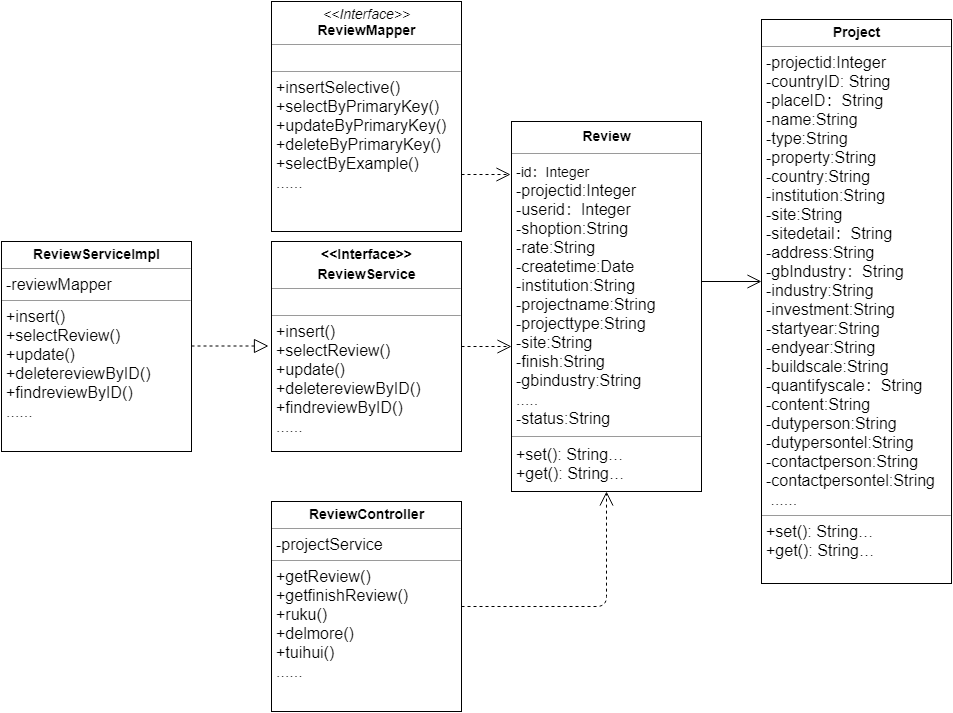 <<Interface>>
ReviewMapper
+insertSelective()
+selectByPrimaryKey()
+updateByPrimaryKey()
+deleteByPrimaryKey()
+selectByExample()
......
ReviewServiceImpl
-reviewMapper
+insert()
+selectReview()
+update()
+deletereviewByID()
+findreviewByID()
......
<<Interface>>
ReviewService
+insert()
+selectReview()
+update()
+deletereviewByID()
+findreviewByID()
......
ReviewController
-projectService
+getReview()
+getfinishReview()
+ruku()
+delmore()
+tuihui()
......
Review
-id：Integer
-projectid:Integer
-userid：Integer
-shoption:String
-rate:String
-createtime:Date
-institution:String
-projectname:String
-projecttype:String
-site:String
-finish:String
-gbindustry:String
.....
-status:String
+set(): String...
+get(): String...
Project
-projectid:Integer
-countryID: String
-placeID：String
-name:String
-type:String
-property:String
-country:String
-institution:String
-site:String
-sitedetail：String
-address:String
-gbIndustry：String
-industry:String
-investment:String
-startyear:String
-endyear:String
-buildscale:String
-quantifyscale：String
-content:String
-dutyperson:String
-dutypersontel:String
-contactperson:String
-contactpersontel:String
......
+set(): String...
+get(): String...